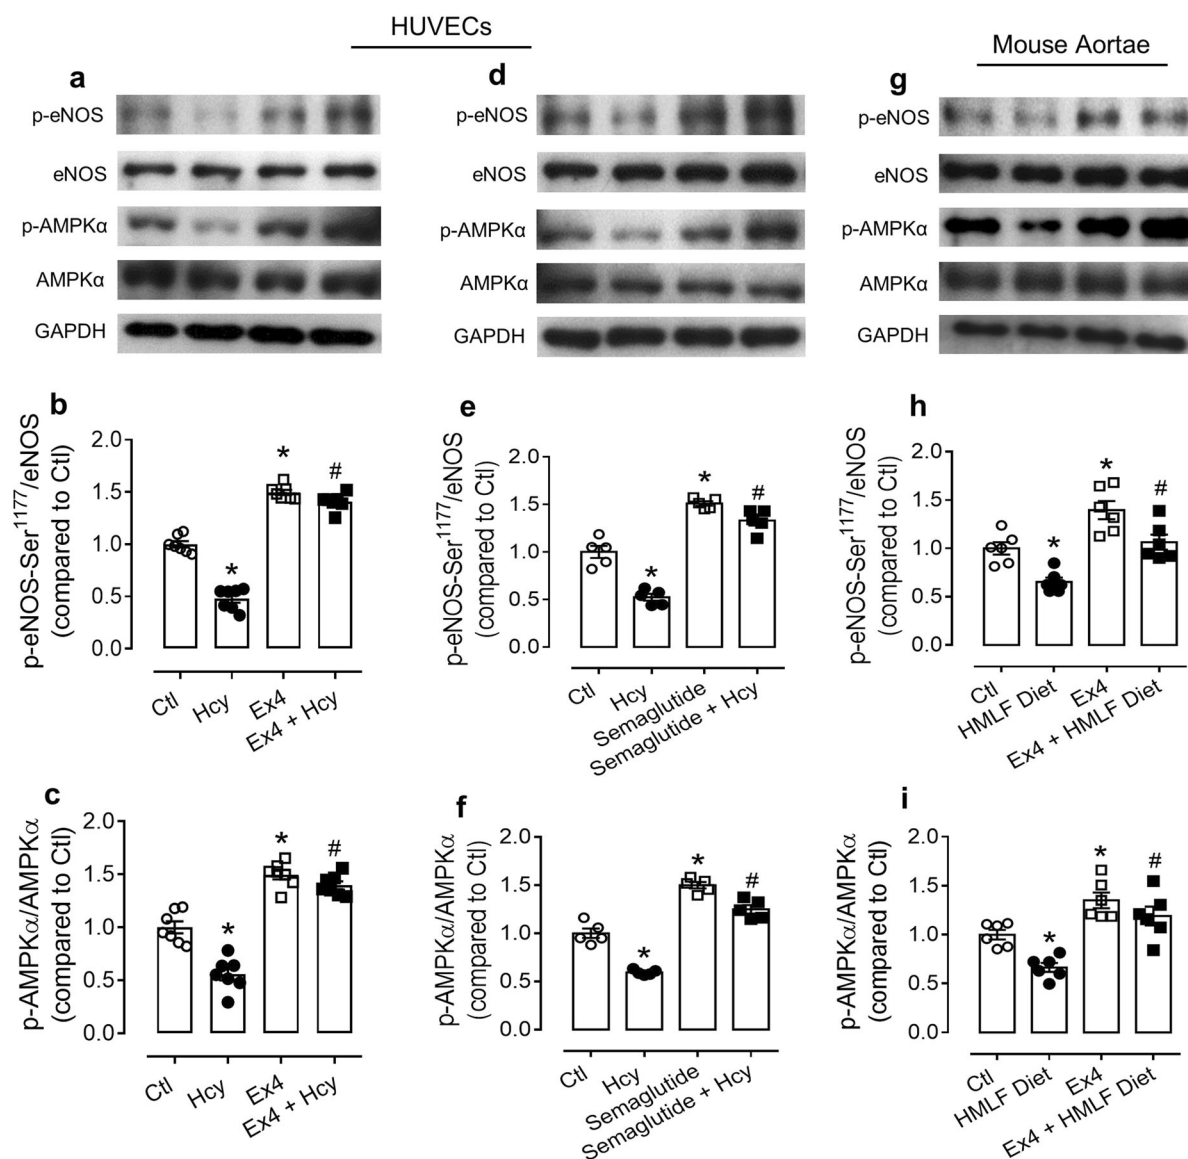 HUVECs
Mouse Aortae
a
p-eNOS
eNOS
p-AMPKα
AMPKα
GAPDH
d
p-eNOS
eNOS
p-AMPKα
AMPKα
GAPDH
g
p-eNOS
eNOS
p-AMPKα
AMPKα
GAPDH
b
p-eNOS-Ser1177/eNOS
(compared to Ctl)
2.0
1.5
1.0
0.5
0.0
*
*
#
Ctl
Hcy
Ex4
Ex4 + Hcy
e
p-eNOS-Ser1177/eNOS
(compared to Ctl)
2.0
1.5
1.0
0.5
0.0
*
*
#
Ctl
Hcy
Semaglutide
Semaglutide + Hcy
h
p-eNOS-Ser1177/eNOS
(compared to Ctl)
2.0
1.5
1.0
0.5
0.0
*
*
#
Ctl
HMLF Diet
Ex4
Ex4 + HMLF Diet
c
p-AMPKα/AMPKα
(compared to Ctl)
2.0
1.5
1.0
0.5
0.0
*
*
#
Ctl
Hcy
Ex4
Ex4 + Hcy
f
p-AMPKα/AMPKα
(compared to Ctl)
2.0
1.5
1.0
0.5
0.0
*
*
#
Ctl
Hcy
Semaglutide
Semaglutide + Hcy
i
p-AMPKα/AMPKα
(compared to Ctl)
2.0
1.5
1.0
0.5
0.0
*
*
#
Ctl
HMLF Diet
Ex4
Ex4 + HMLF Diet